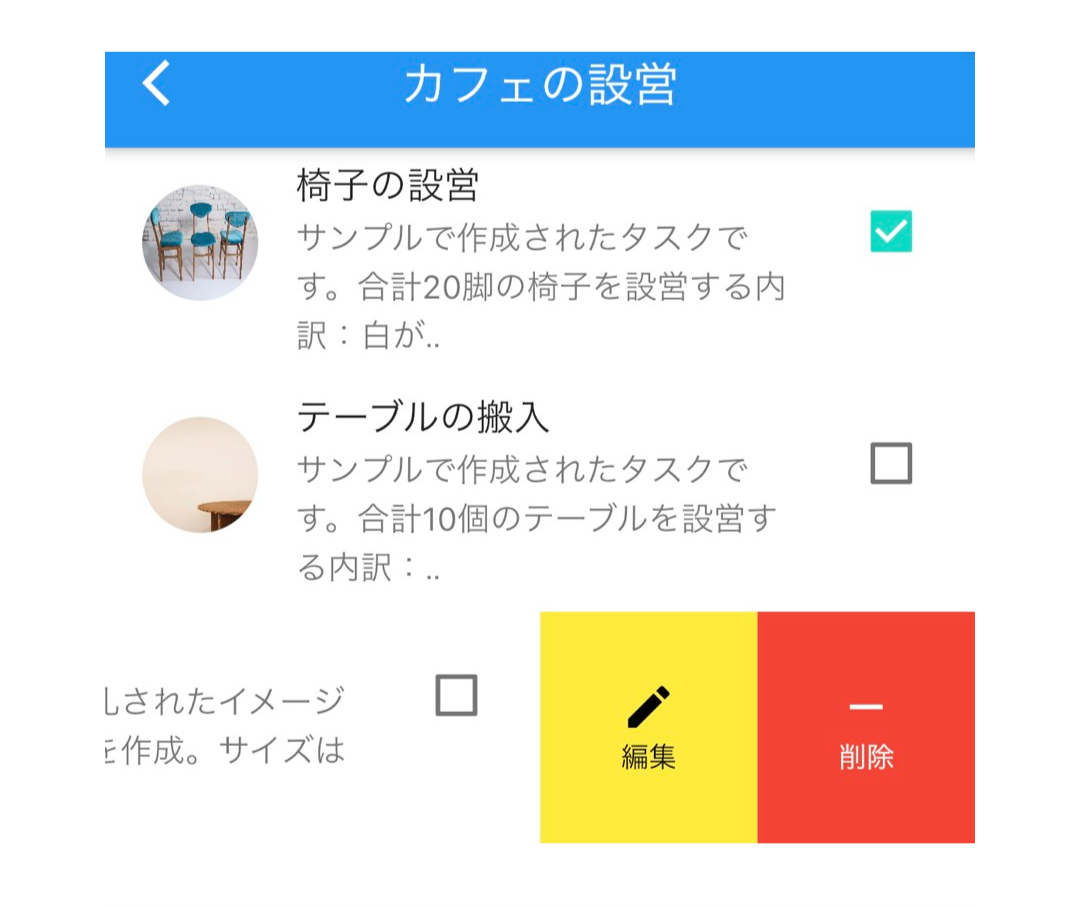 カフェの設営
椅子の設営
サンプルで作成されたタスクで
す。合計20脚の椅子を設営する内
訳：白が..
テーブルの搬入
サンプルで作成されたタスクで
す。合計10個のテーブルを設営す
る内訳：..
されたイメージ
を作成。サイズは
編集
削除